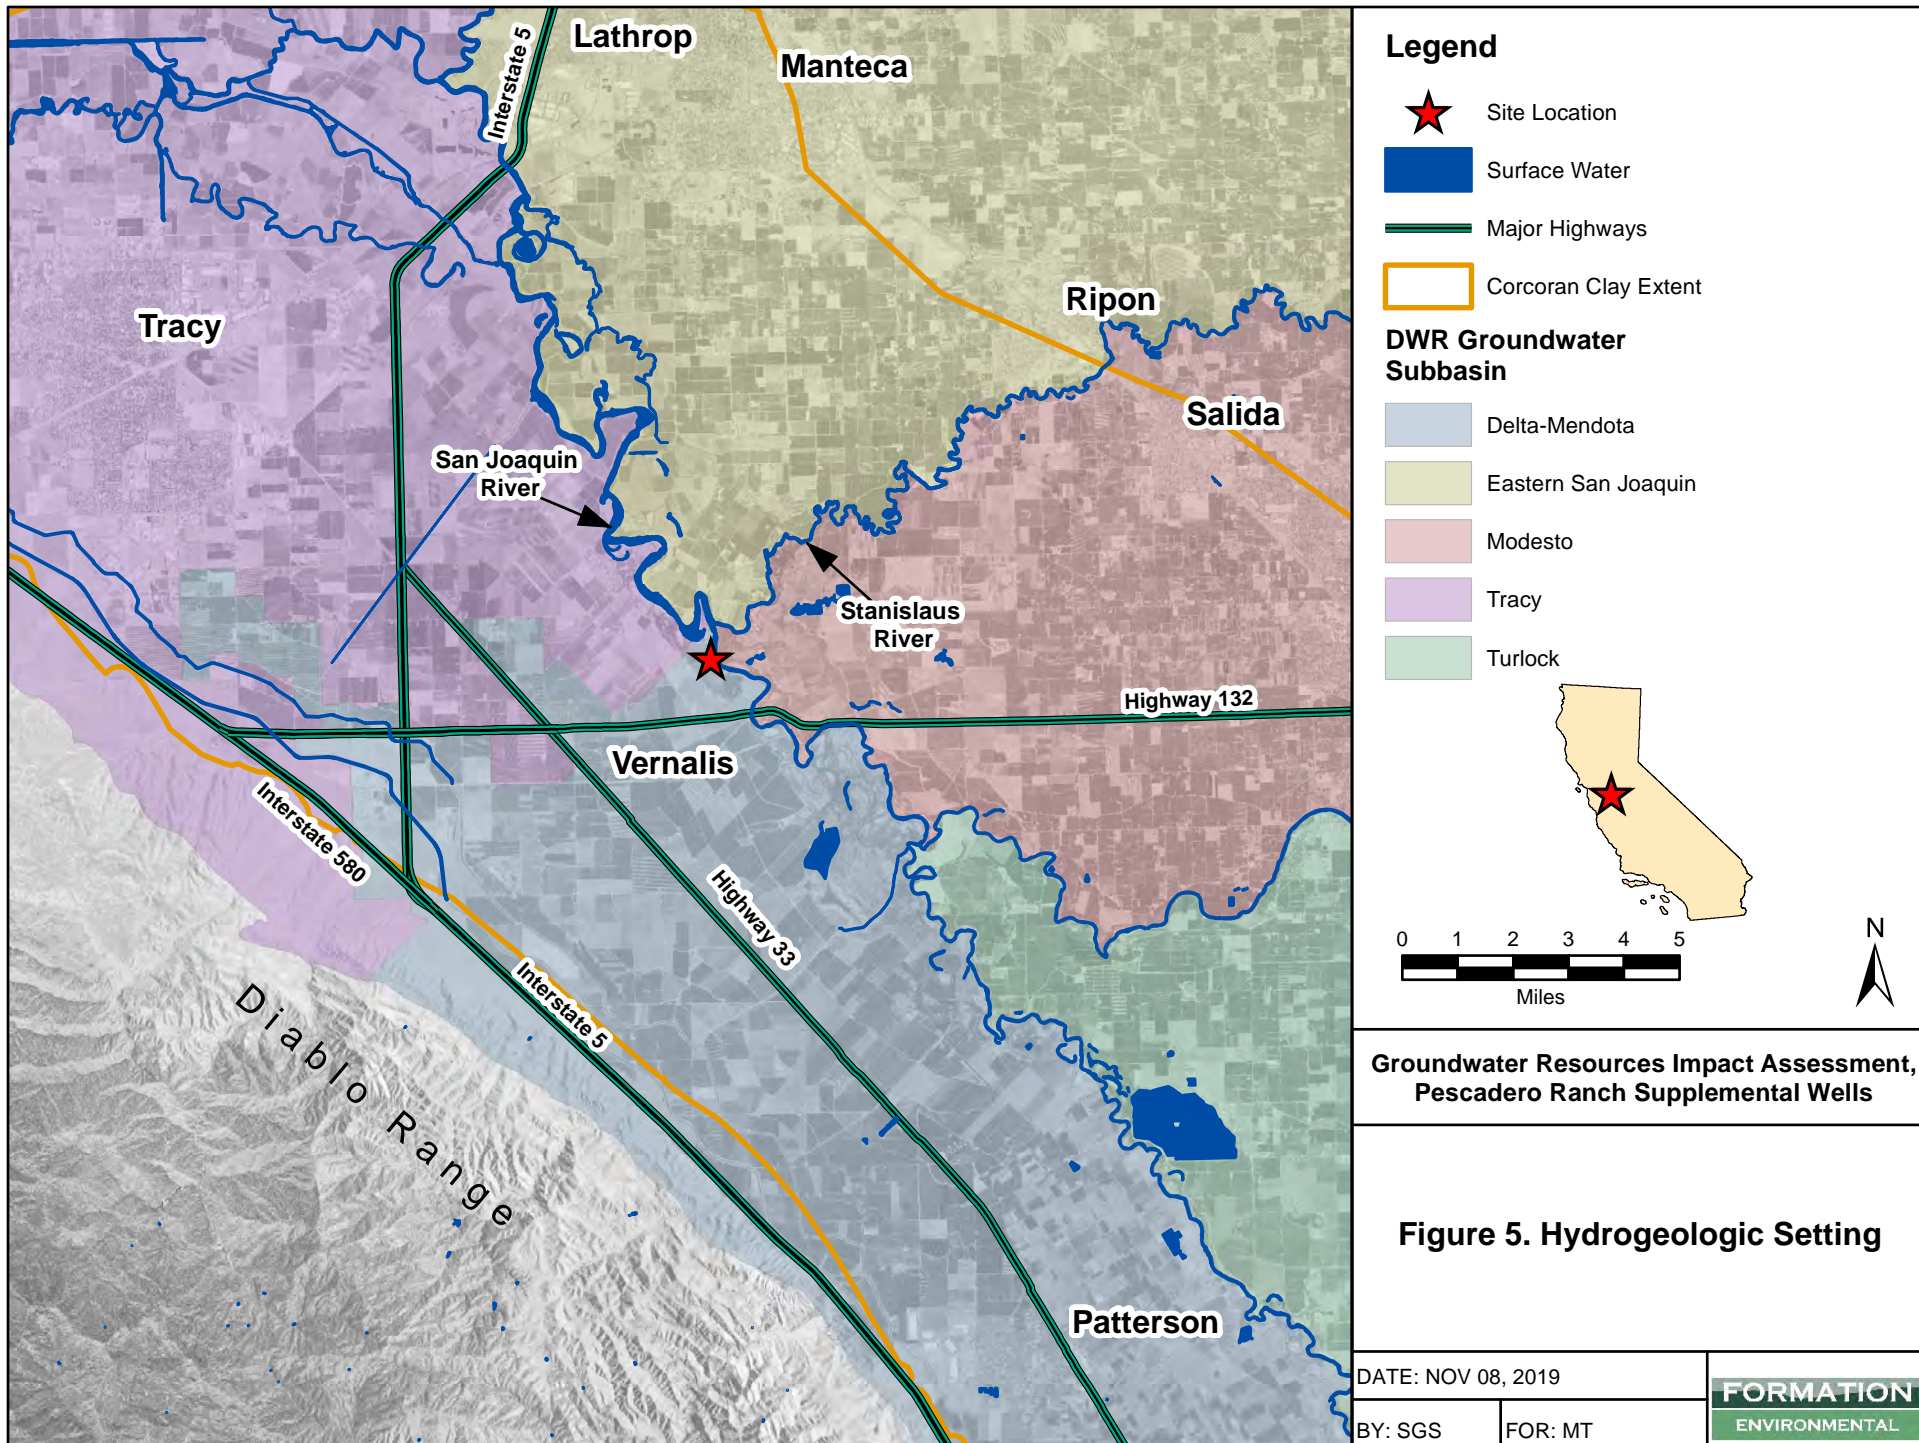 Lathrop
Manteca
Interstate 5
Tracy
Ripon
Salida
San Joaquin
River
Stanislaus
River
Highway 132
Vernalis
Interstate 580
Highway 33
Interstate 5
Diablo Range
Patterson
Legend
Site Location
Surface Water
Major Highways
Corcoran Clay Extent
DWR Groundwater
Subbasin
Delta-Mendota
Eastern San Joaquin
Modesto
Tracy
Turlock
0 1 2 3 4 5
Miles
N
Groundwater Resources Impact Assessment,
Pescadero Ranch Supplemental Wells
Figure 5. Hydrogeologic Setting
DATE: NOV 08, 2019
BY: SGS
FOR: MT
FORMATION
ENVIRONMENTAL